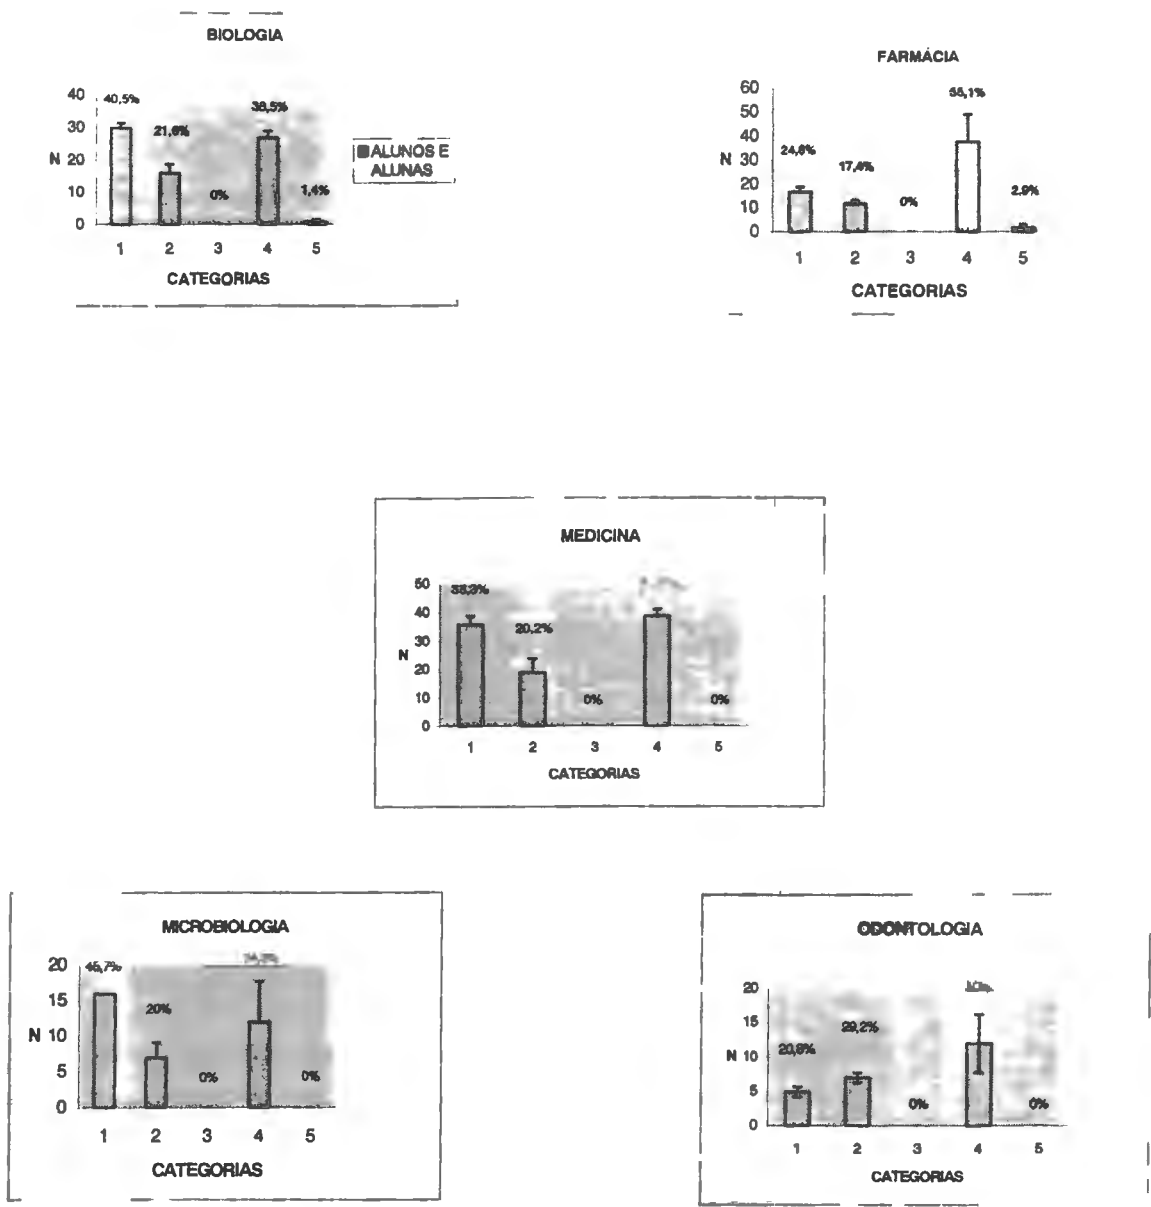 BIOLOGIA
40
30
20
10
0
N
40,5%
21,6%
0%
1,4%
1 2 3 4 5
CATEGORIAS
ALUNOS E
ALUNAS
FARMÁCIA
60
50
40
30
20
10
0
N
24,6%
17,4%
0%
55,1%
2,9%
1 2 3 4 5
CATEGORIAS
MEDICINA
50
40
30
20
10
0
N
38,3%
20,2%
0%
0%
1 2 3 4 5
CATEGORIAS
MICROBIOLOGIA
20
15
10
5
0
N
45,7%
20%
0%
0%
1 2 3 4 5
CATEGORIAS
ODONTOLOGIA
20
15
10
5
0
N
20,8%
29,2%
0%
0%
1 2 3 4 5
CATEGORIAS